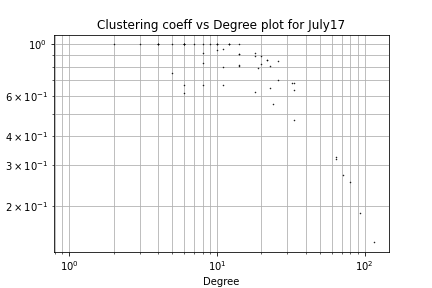 Clustering coeff vs Degree plot for July17
10⁰
6 × 10⁻¹
4 × 10⁻¹
3 × 10⁻¹
2 × 10⁻¹
10⁰ 10¹ 10²
Degree